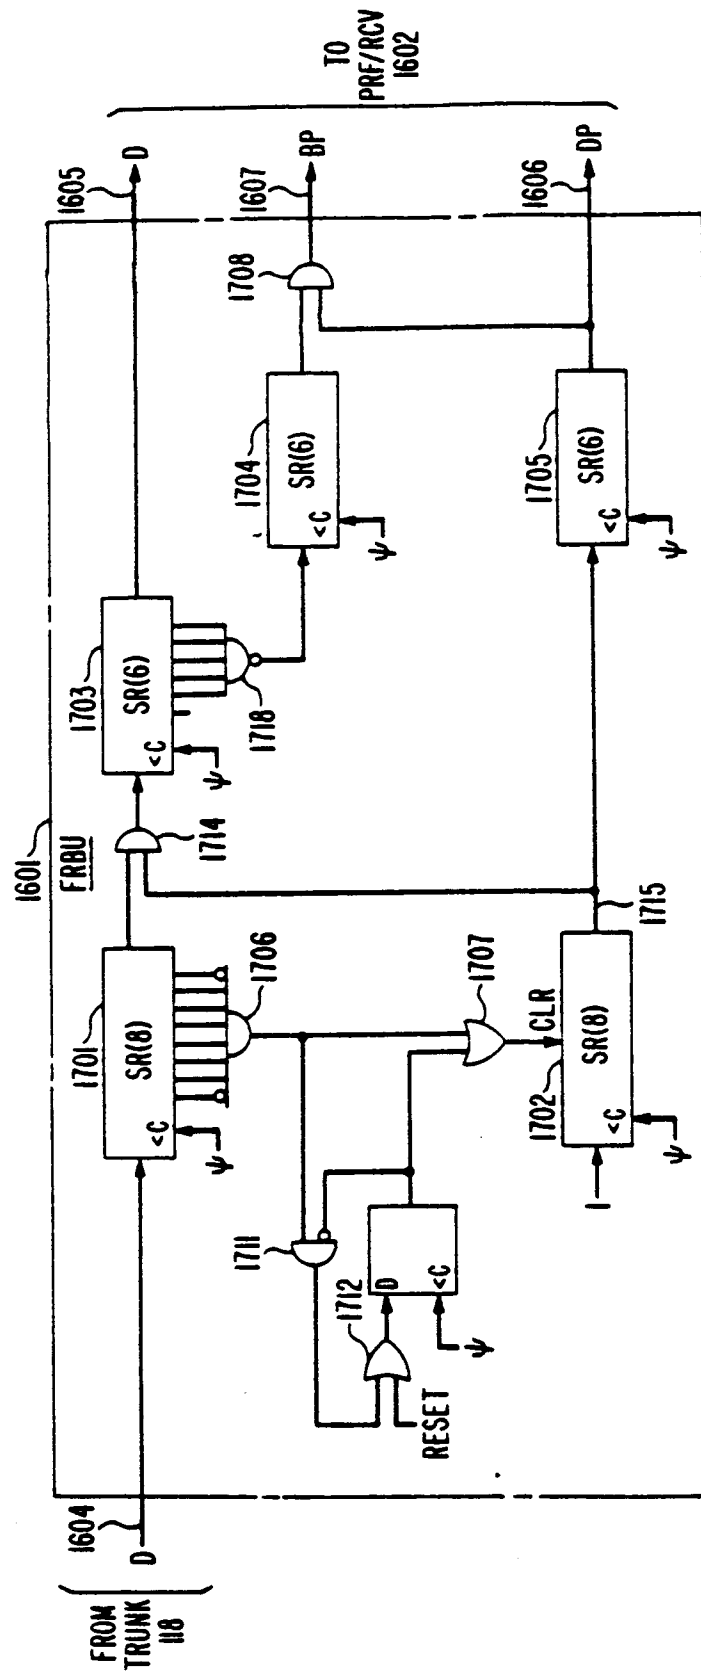 FROM
TRUNK
118
D
1604
1601
FRBU
1701
SR(8)
<C
ψ
1706
1714
1703
SR(6)
<C
ψ
1718
1605
D
TO
PRF/RCV
1602
1704
SR(6)
<C
ψ
1708
1607
BP
1711
1712
RESET
D
<C
ψ
1707
CLR
1702
SR(8)
<C
ψ
1
1715
1705
SR(6)
<C
ψ
1606
DP